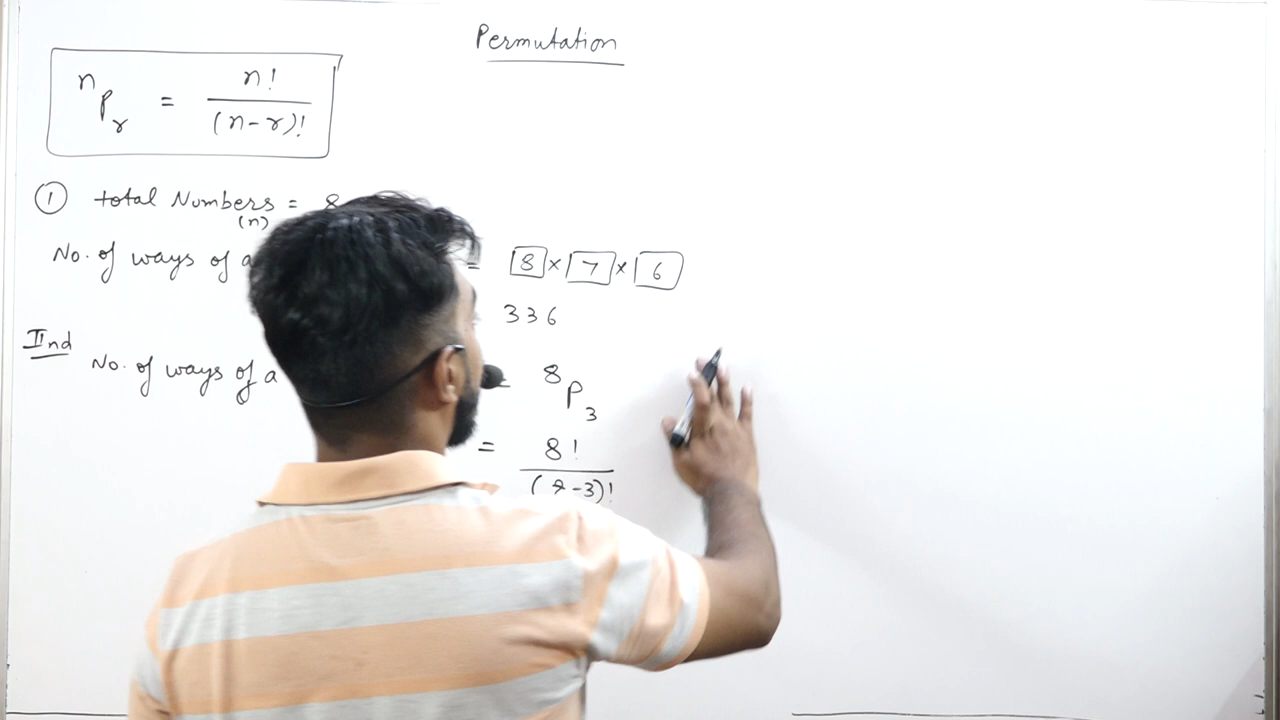 Permutation
nPr = n! / (n-r)!
① total Numbers = 8
(n)
No. of ways of = 8 × 7 × 6
336
IInd
No. of ways of = 8P3
= 8! / (8-3)!